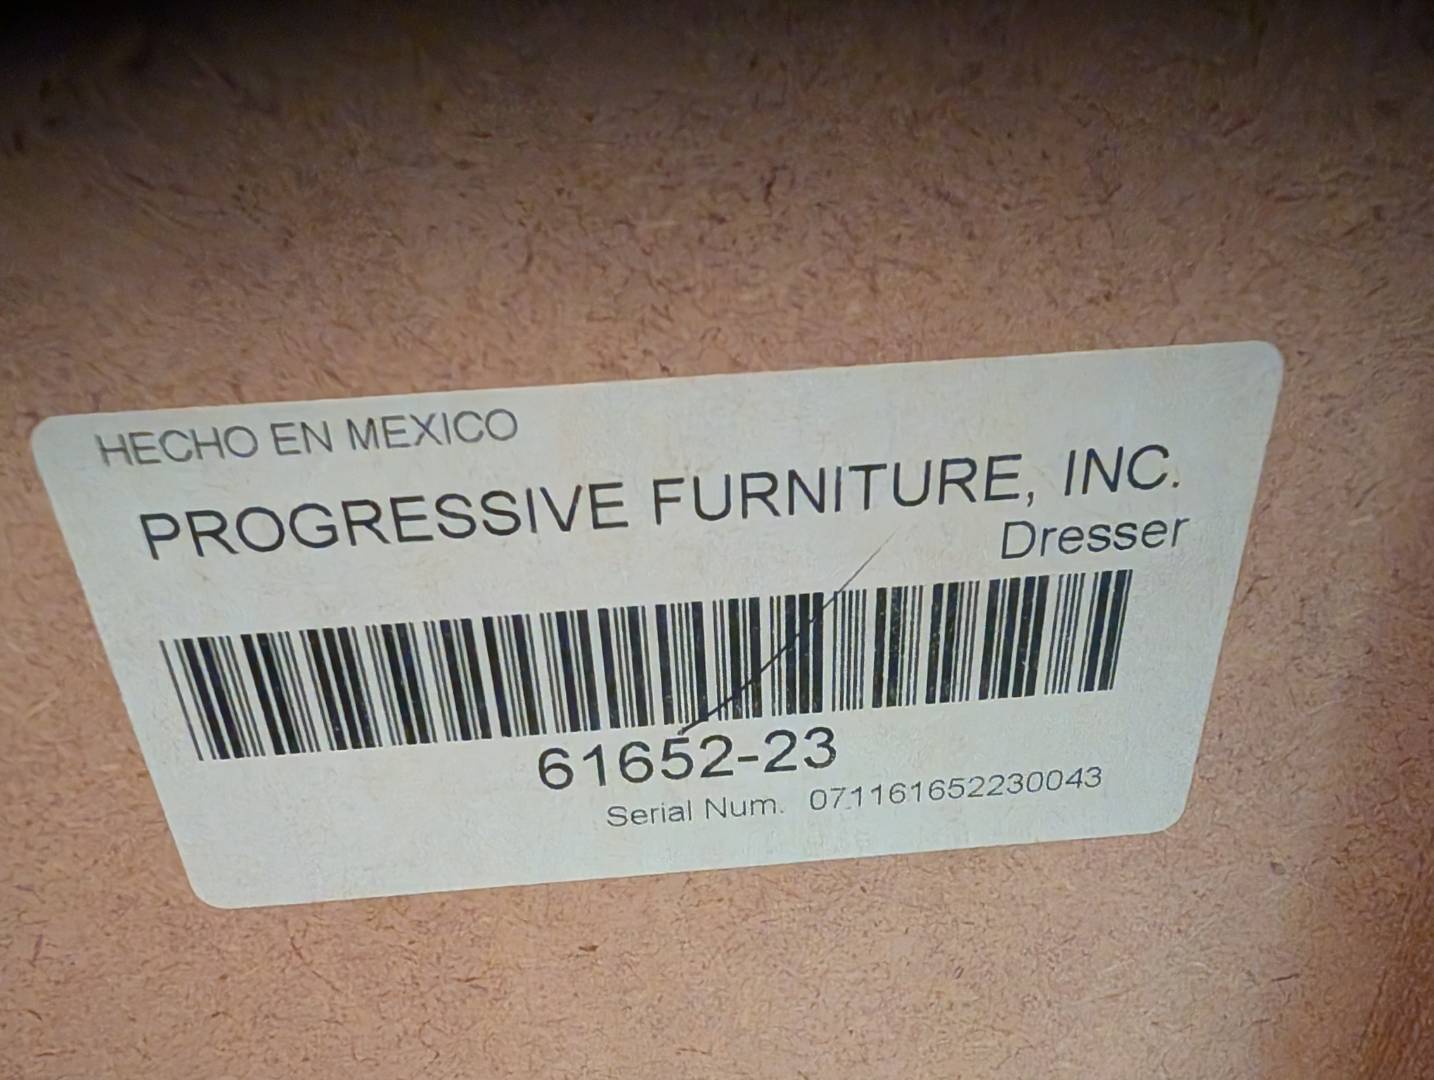 HECHO EN MEXICO
PROGRESSIVE FURNITURE, INC.
Dresser
61652-23
Serial Num. 071161652230043